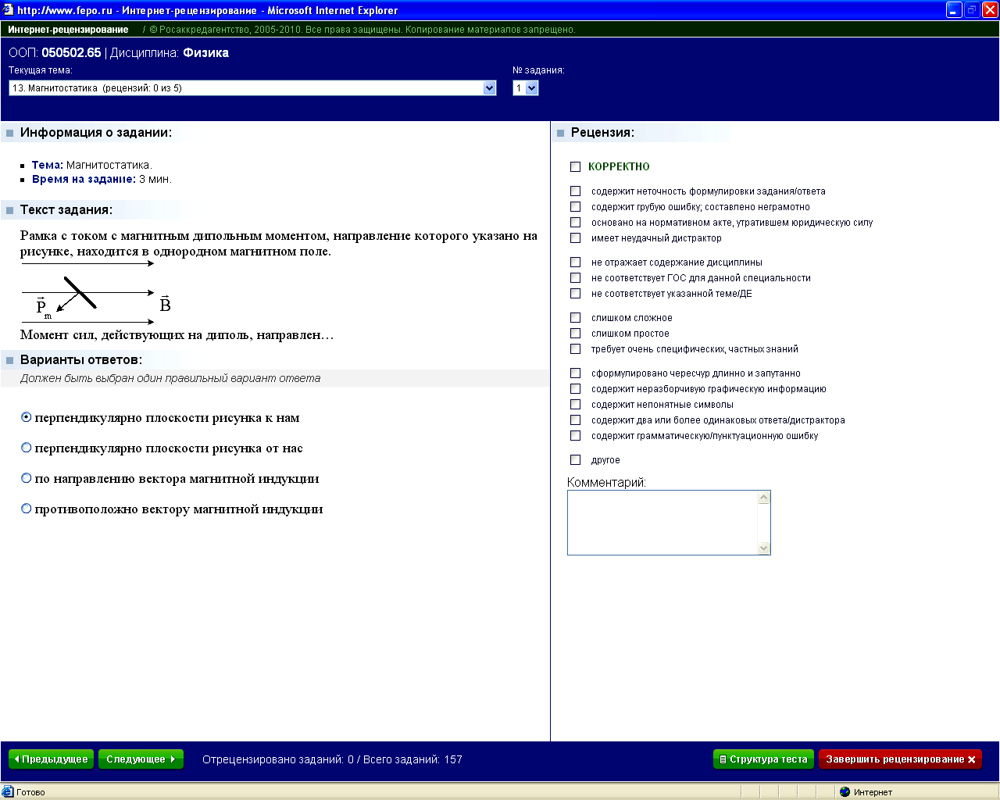 http://www.fepo.ru - Интернет-рецензирование - Microsoft Internet Explorer
Интернет-рецензирование / © Росаккредагентство, 2005-2010. Все права защищены. Копирование материалов запрещено.
ООП: 050502.65 | Дисциплина: Физика
Текущая тема: № задания:
13. Магнитостатика (рецензий: 0 из 5) 1
Информация о задании:
Тема: Магнитостатика.
Время на задание: 3 мин.
Текст задания:
Рамка с током с магнитным дипольным моментом, направление которого указано на
рисунке, находится в однородном магнитном поле.
P⃗m B⃗
Момент сил, действующих на диполь, направлен…
Варианты ответов:
Должен быть выбран один правильный вариант ответа
перпендикулярно плоскости рисунка к нам
перпендикулярно плоскости рисунка от нас
по направлению вектора магнитной индукции
противоположно вектору магнитной индукции
Рецензия:
КОРРЕКТНО
содержит неточность формулировки задания/ответа
содержит грубую ошибку; составлено неграмотно
основано на нормативном акте, утратившем юридическую силу
имеет неудачный дистрактор
не отражает содержание дисциплины
не соответствует ГОС для данной специальности
не соответствует указанной теме/ДЕ
слишком сложное
слишком простое
требует очень специфических, частных знаний
сформулировано чересчур длинно и запутанно
содержит неразборчивую графическую информацию
содержит непонятные символы
содержит два или более одинаковых ответа/дистрактора
содержит грамматическую/пунктуационную ошибку
другое
Комментарий:
Предыдущее Следующее Отрецензировано заданий: 0 / Всего заданий: 157 Структура теста Завершить рецензирование
Готово Интернет